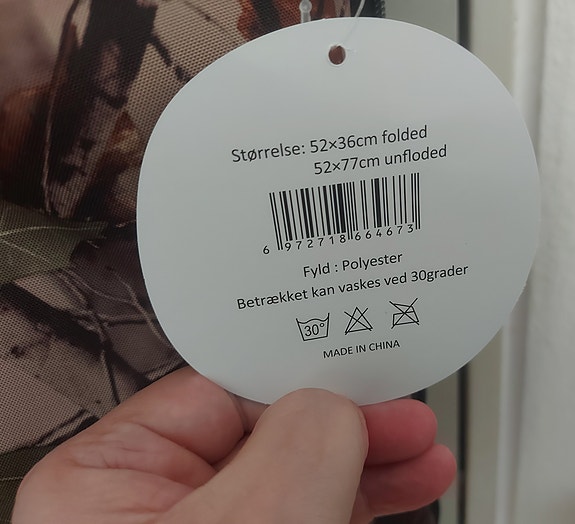 Størrelse: 52×36cm folded
52×77cm unfloded
6 972718 664673
Fyld : Polyester
Betrækket kan vaskes ved 30grader
30°
MADE IN CHINA